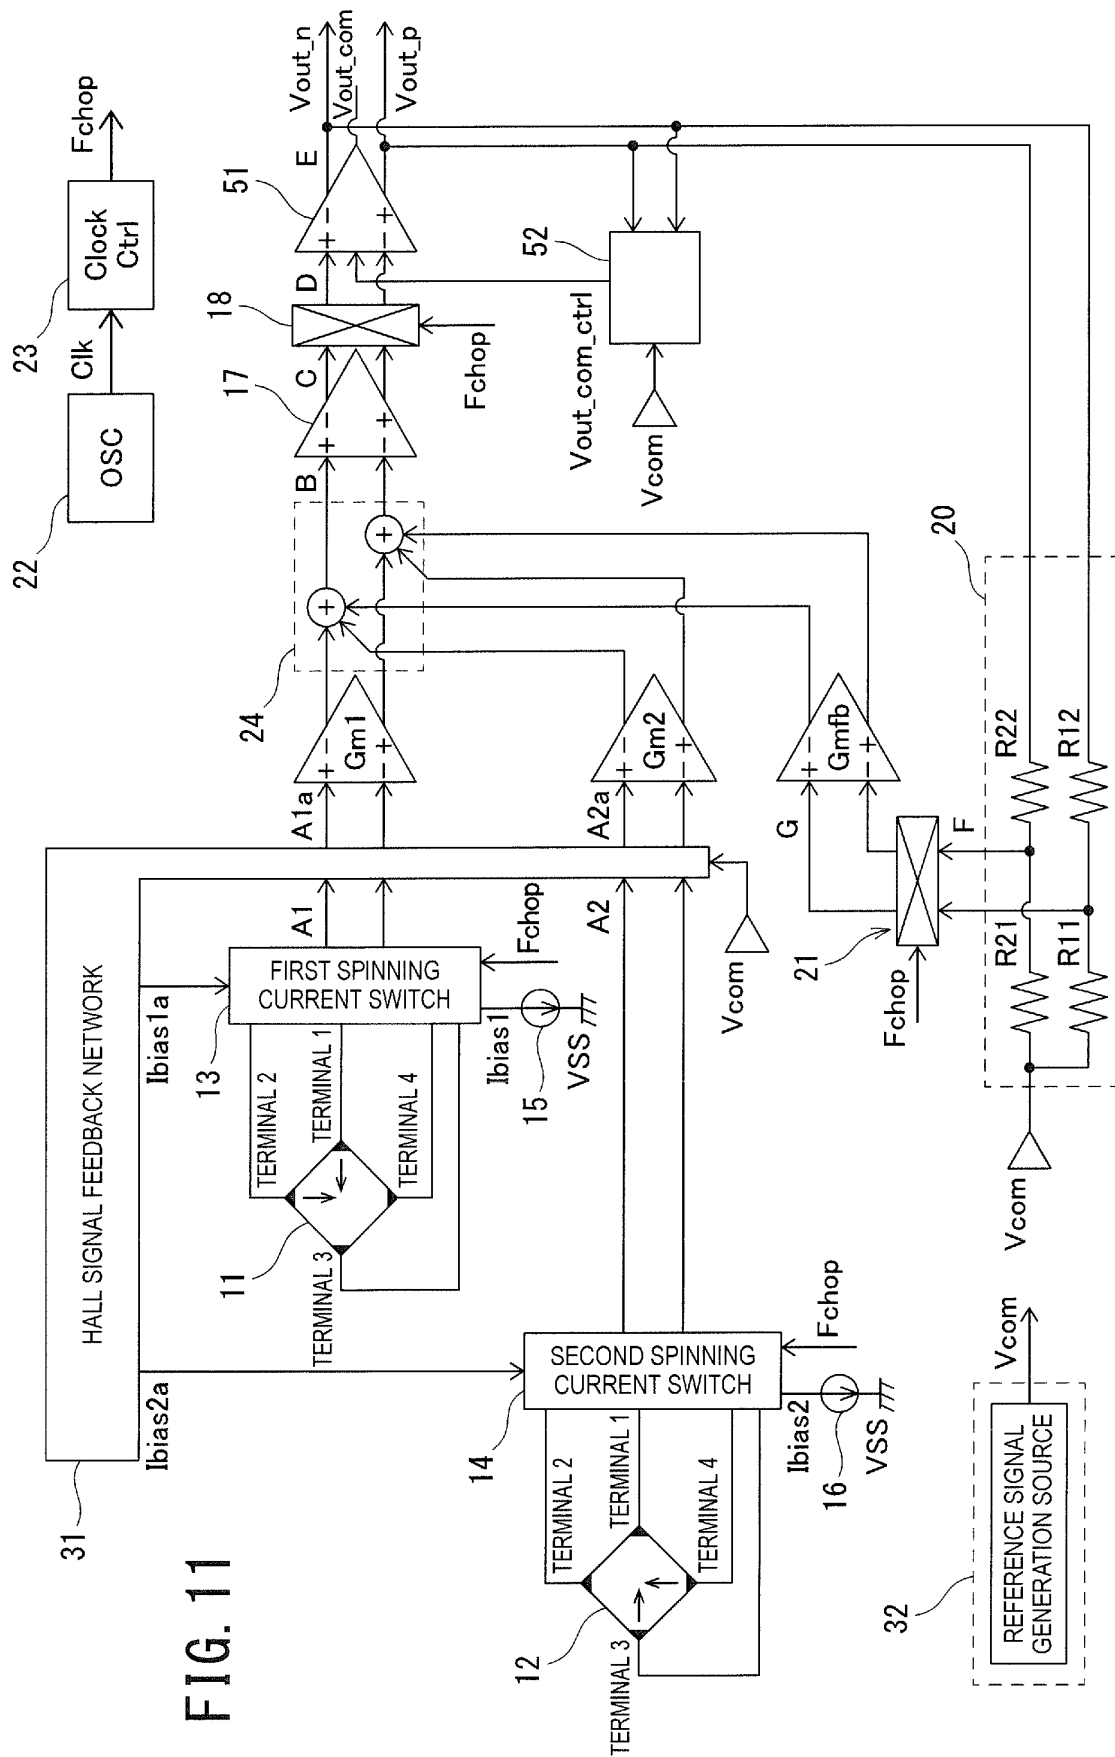 FIG. 11
31
HALL SIGNAL FEEDBACK NETWORK
Ibias2a
Ibias1a
22
OSC
Clk
23
Clock
Ctrl
Fchop
11
TERMINAL 2
TERMINAL 1
TERMINAL 3
TERMINAL 4
13
FIRST SPINNING
CURRENT SWITCH
Fchop
Ibias1
15
VSS
A1
A1a
Gm1
+
−
−
+
24
+
+
B
17
+
−
−
+
C
18
Fchop
D
51
+
−
−
+
E
Vout_n
Vout_com
Vout_p
12
TERMINAL 2
TERMINAL 1
TERMINAL 3
TERMINAL 4
14
SECOND SPINNING
CURRENT SWITCH
Fchop
Ibias2
16
VSS
A2
A2a
Vcom
Gm2
+
−
−
+
Vout_com_ctrl
52
Vcom
G
Gmfb
+
−
−
+
21
Fchop
F
20
R21
R22
R11
R12
Vcom
32
REFERENCE SIGNAL
GENERATION SOURCE
Vcom